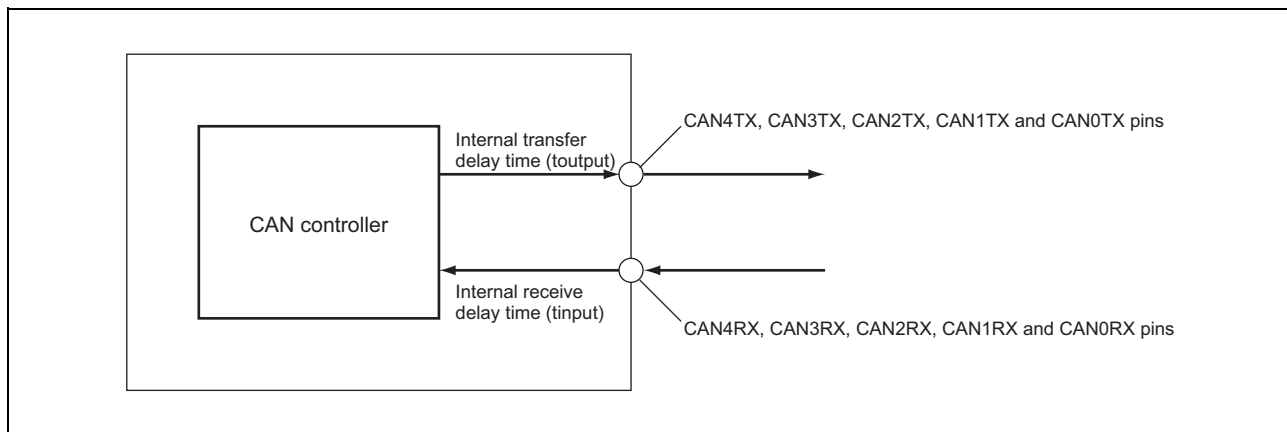 CAN4TX, CAN3TX, CAN2TX, CAN1TX and CAN0TX pins
Internal transfer
delay time (toutput)
CAN controller
Internal receive
delay time (tinput)
CAN4RX, CAN3RX, CAN2RX, CAN1RX and CAN0RX pins